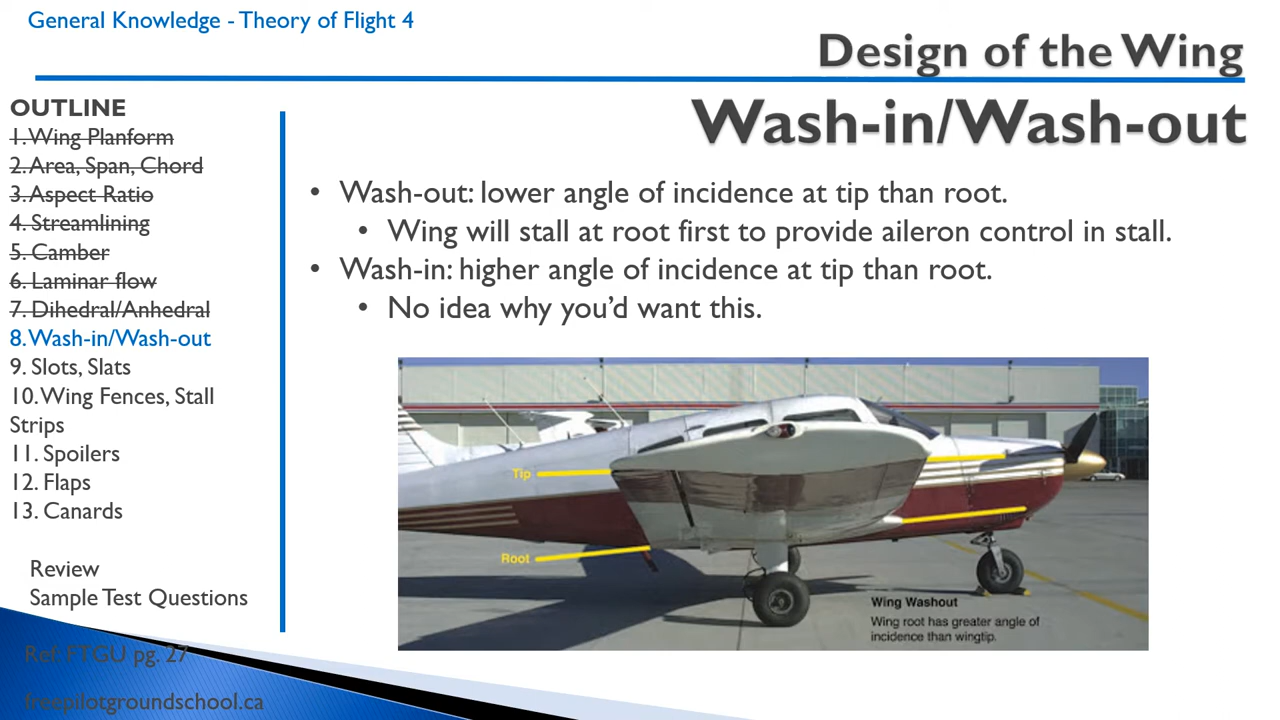 General Knowledge - Theory of Flight 4
Design of the Wing
Wash-in/Wash-out
OUTLINE
1. Wing Planform
2. Area, Span, Chord
3. Aspect Ratio
4. Streamlining
5. Camber
6. Laminar flow
7. Dihedral/Anhedral
8. Wash-in/Wash-out
9. Slots, Slats
10. Wing Fences, Stall
Strips
11. Spoilers
12. Flaps
13. Canards
Review
Sample Test Questions
Ref: FTGU pg. 27
freepilotgroundschool.ca
• Wash-out: lower angle of incidence at tip than root.
• Wing will stall at root first to provide aileron control in stall.
• Wash-in: higher angle of incidence at tip than root.
• No idea why you’d want this.
Tip
Root
Wing Washout
Wing root has greater angle of
incidence than wingtip.